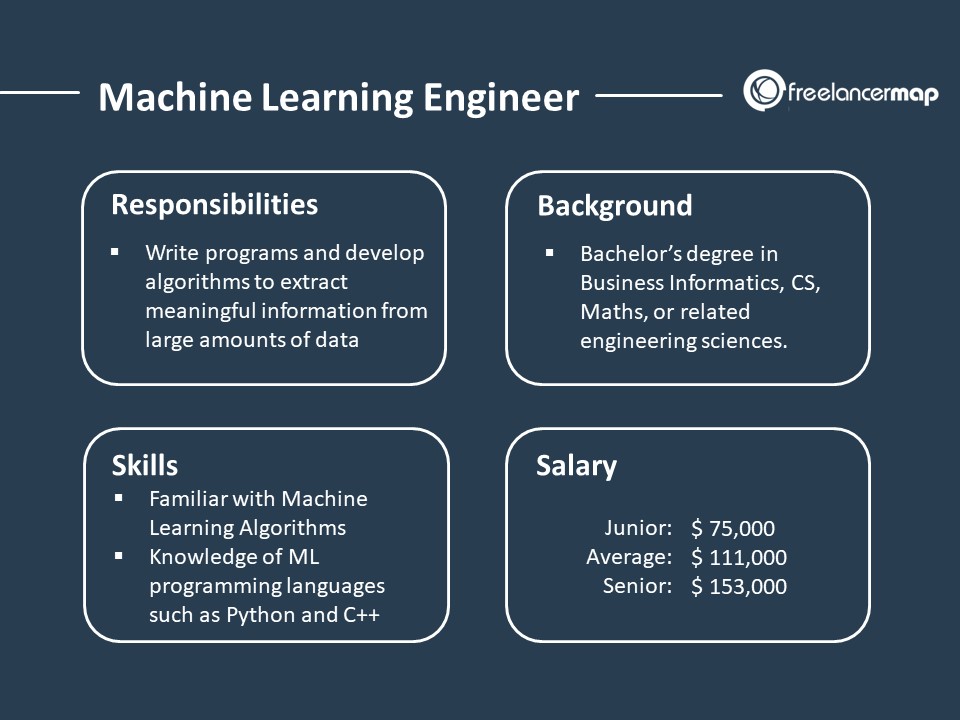 Machine Learning Engineer
freelancermap
Responsibilities
▪ Write programs and develop
algorithms to extract
meaningful information from
large amounts of data
Background
▪ Bachelor’s degree in
Business Informatics, CS,
Maths, or related
engineering sciences.
Skills
▪ Familiar with Machine
Learning Algorithms
▪ Knowledge of ML
programming languages
such as Python and C++
Salary
Junior: $ 75,000
Average: $ 111,000
Senior: $ 153,000